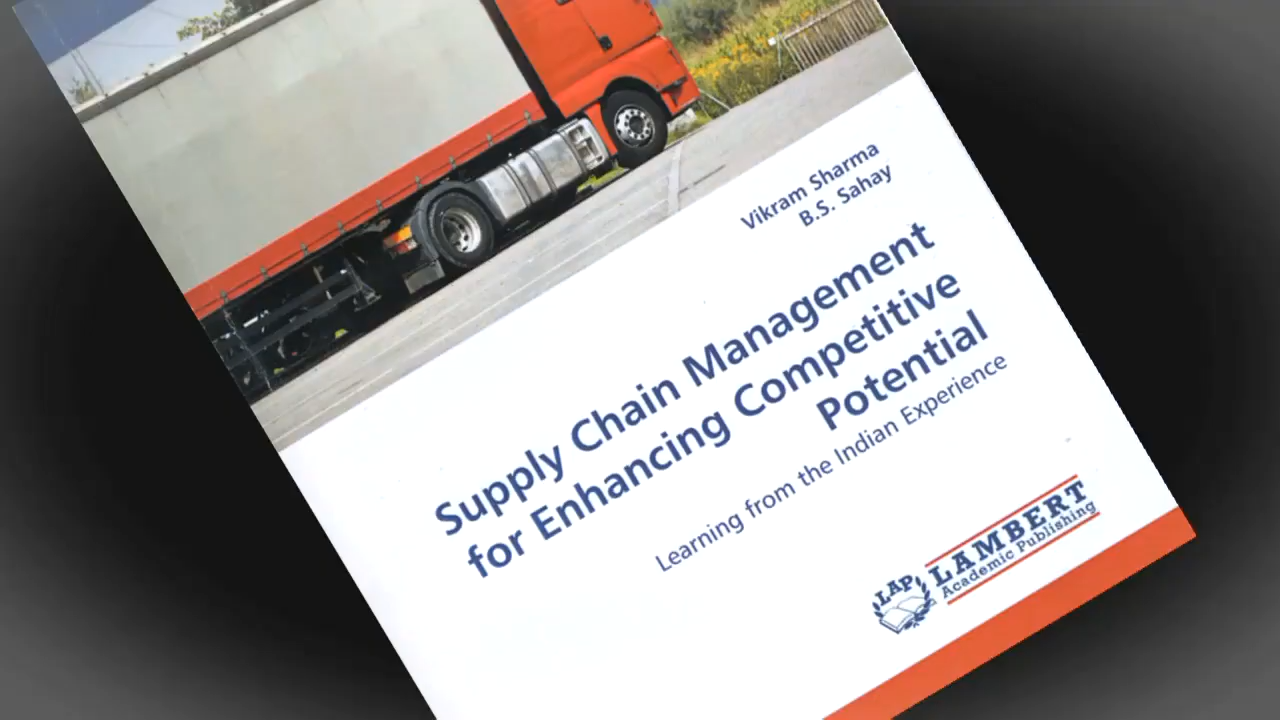 Vikram Sharma
B.S. Sahay
Supply Chain Management
for Enhancing Competitive
Potential
Learning from the Indian Experience
LAP
LAMBERT
Academic Publishing